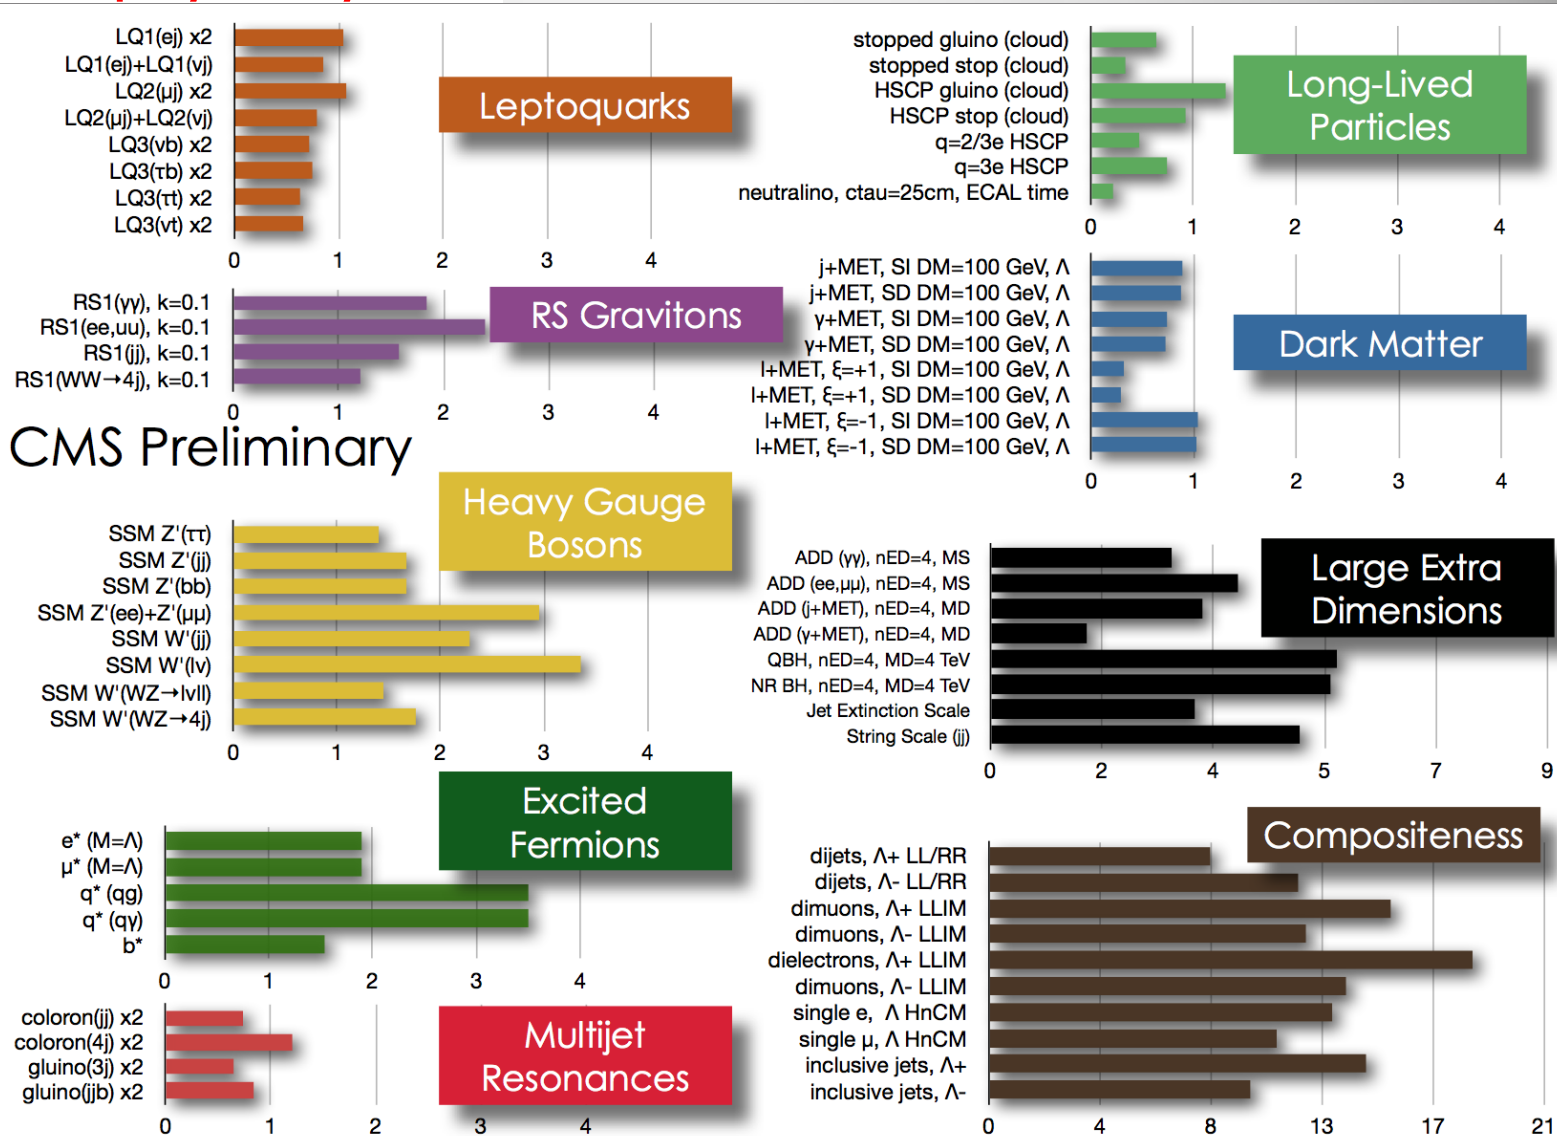 LQ1(ej) x2
LQ1(ej)+LQ1(νj)
LQ2(μj) x2
LQ2(μj)+LQ2(νj)
LQ3(νb) x2
LQ3(τb) x2
LQ3(τt) x2
LQ3(νt) x2
0 1 2 3 4
Leptoquarks
RS1(γγ), k=0.1
RS1(ee,uu), k=0.1
RS1(jj), k=0.1
RS1(WW→4j), k=0.1
0 1 2 3 4
RS Gravitons
CMS Preliminary
Heavy Gauge
Bosons
SSM Z'(ττ)
SSM Z'(jj)
SSM Z'(bb)
SSM Z'(ee)+Z'(μμ)
SSM W'(jj)
SSM W'(lν)
SSM W'(WZ→lνll)
SSM W'(WZ→4j)
0 1 2 3 4
Excited
Fermions
e* (M=Λ)
μ* (M=Λ)
q* (qg)
q* (qγ)
b*
0 1 2 3 4
coloron(jj) x2
coloron(4j) x2
gluino(3j) x2
gluino(jjb) x2
0 1 2 3 4
Multijet
Resonances
stopped gluino (cloud)
stopped stop (cloud)
HSCP gluino (cloud)
HSCP stop (cloud)
q=2/3e HSCP
q=3e HSCP
neutralino, ctau=25cm, ECAL time
0 1 2 3 4
Long-Lived
Particles
j+MET, SI DM=100 GeV, Λ
j+MET, SD DM=100 GeV, Λ
γ+MET, SI DM=100 GeV, Λ
γ+MET, SD DM=100 GeV, Λ
l+MET, ξ=+1, SI DM=100 GeV, Λ
l+MET, ξ=+1, SD DM=100 GeV, Λ
l+MET, ξ=-1, SI DM=100 GeV, Λ
l+MET, ξ=-1, SD DM=100 GeV, Λ
0 1 2 3 4
Dark Matter
ADD (γγ), nED=4, MS
ADD (ee,μμ), nED=4, MS
ADD (j+MET), nED=4, MD
ADD (γ+MET), nED=4, MD
QBH, nED=4, MD=4 TeV
NR BH, nED=4, MD=4 TeV
Jet Extinction Scale
String Scale (jj)
0 2 4 5 7 9
Large Extra
Dimensions
Compositeness
dijets, Λ+ LL/RR
dijets, Λ- LL/RR
dimuons, Λ+ LLIM
dimuons, Λ- LLIM
dielectrons, Λ+ LLIM
dimuons, Λ- LLIM
single e, Λ HnCM
single μ, Λ HnCM
inclusive jets, Λ+
inclusive jets, Λ-
0 4 8 13 17 21